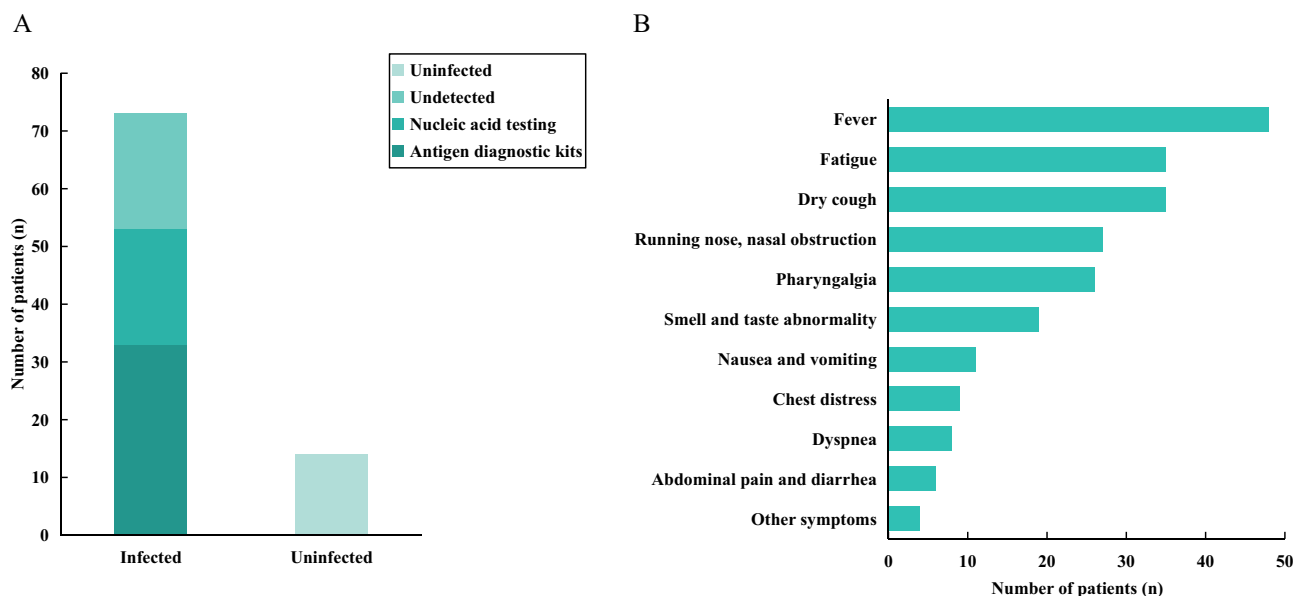 A
Number of patients (n)
80
70
60
50
40
30
20
10
0
Infected
Uninfected
Uninfected
Undetected
Nucleic acid testing
Antigen diagnostic kits
B
Fever
Fatigue
Dry cough
Running nose, nasal obstruction
Pharyngalgia
Smell and taste abnormality
Nausea and vomiting
Chest distress
Dyspnea
Abdominal pain and diarrhea
Other symptoms
0
10
20
30
40
50
Number of patients (n)